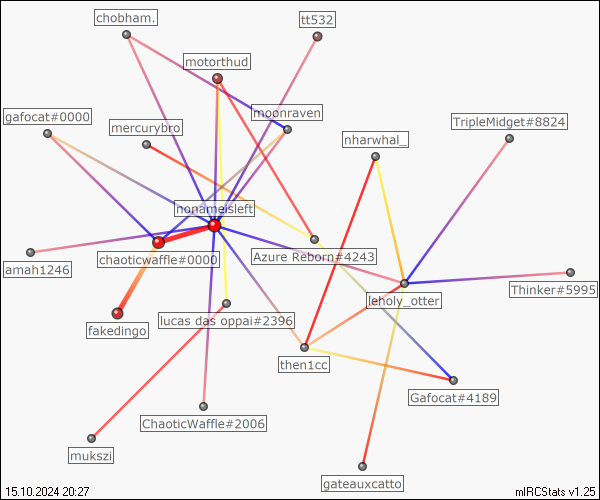 chobham.
tt532
motorthud
gafocat#0000
moonraven
mercurybro
TripleMidget#8824
nharwhal_
nonameisleft
chaoticwaffle#0000
Azure Reborn#4243
amah1246
leholy_otter
Thinker#5995
lucas das oppai#2396
fakedingo
then1cc
Gafocat#4189
ChaoticWaffle#2006
mukszi
gateauxcatto
15.10.2024 20:27
mIRCStats v1.25